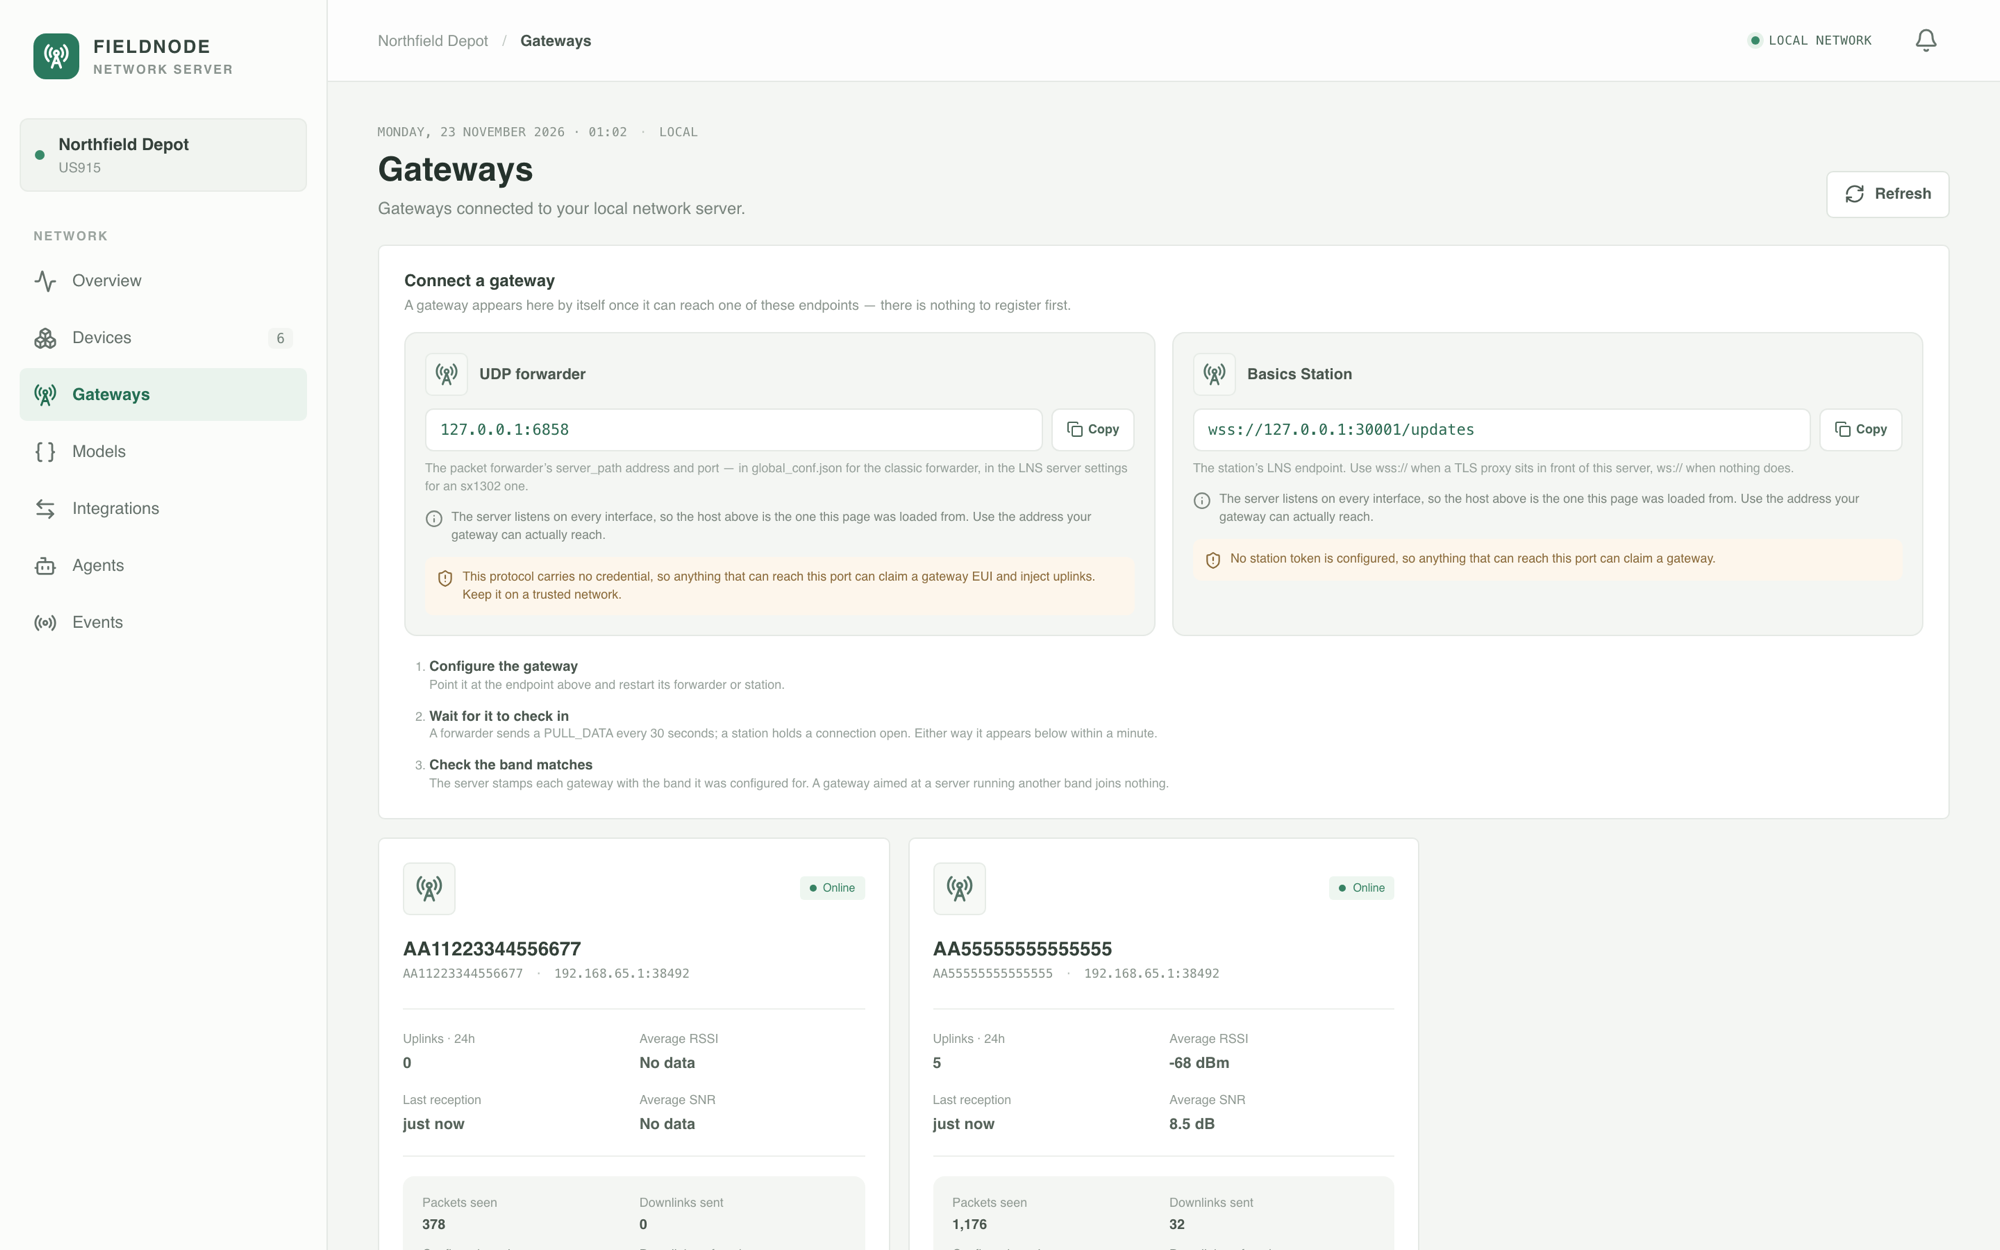 FIELDNODE
NETWORK SERVER
Northfield Depot
US915
NETWORK
Overview
Devices 6
Gateways
Models
Integrations
Agents
Events
Northfield Depot / Gateways
LOCAL NETWORK
MONDAY, 23 NOVEMBER 2026 · 01:02 · LOCAL
Gateways
Gateways connected to your local network server.
Refresh
Connect a gateway
A gateway appears here by itself once it can reach one of these endpoints — there is nothing to register first.
UDP forwarder
127.0.0.1:6858
Copy
The packet forwarder’s server_path address and port — in global_conf.json for the classic forwarder, in the LNS server settings
for an sx1302 one.
The server listens on every interface, so the host above is the one this page was loaded from. Use the address your
gateway can actually reach.
This protocol carries no credential, so anything that can reach this port can claim a gateway EUI and inject uplinks.
Keep it on a trusted network.
Basics Station
wss://127.0.0.1:30001/updates
Copy
The station’s LNS endpoint. Use wss:// when a TLS proxy sits in front of this server, ws:// when nothing does.
The server listens on every interface, so the host above is the one this page was loaded from. Use the address your
gateway can actually reach.
No station token is configured, so anything that can reach this port can claim a gateway.
1. Configure the gateway
Point it at the endpoint above and restart its forwarder or station.
2. Wait for it to check in
A forwarder sends a PULL_DATA every 30 seconds; a station holds a connection open. Either way it appears below within a minute.
3. Check the band matches
The server stamps each gateway with the band it was configured for. A gateway aimed at a server running another band joins nothing.
Online
AA11223344556677
AA11223344556677 · 192.168.65.1:38492
Uplinks · 24h
0
Average RSSI
No data
Last reception
just now
Average SNR
No data
Packets seen
378
Downlinks sent
0
Online
AA55555555555555
AA55555555555555 · 192.168.65.1:38492
Uplinks · 24h
5
Average RSSI
-68 dBm
Last reception
just now
Average SNR
8.5 dB
Packets seen
1,176
Downlinks sent
32